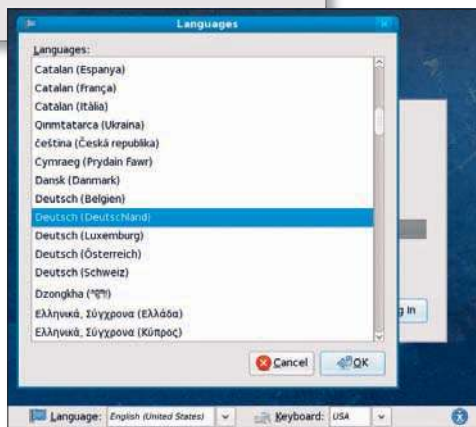 Languages
Languages:
Catalan (Espanya)
Catalan (França)
Catalan (Itàlia)
Qırımtatarca (Ukraina)
čeština (Česká republika)
Cymraeg (Prydain Fawr)
Dansk (Danmark)
Deutsch (Belgien)
Deutsch (Deutschland)
Deutsch (Luxemburg)
Deutsch (Österreich)
Deutsch (Schweiz)
Dzongkha
Ελληνικά, Σύγχρονα (Ελλάδα)
Ελληνικά, Σύγχρονα (Κύπρος)
Cancel
OK
g In
Language: English (United States)
Keyboard: USA